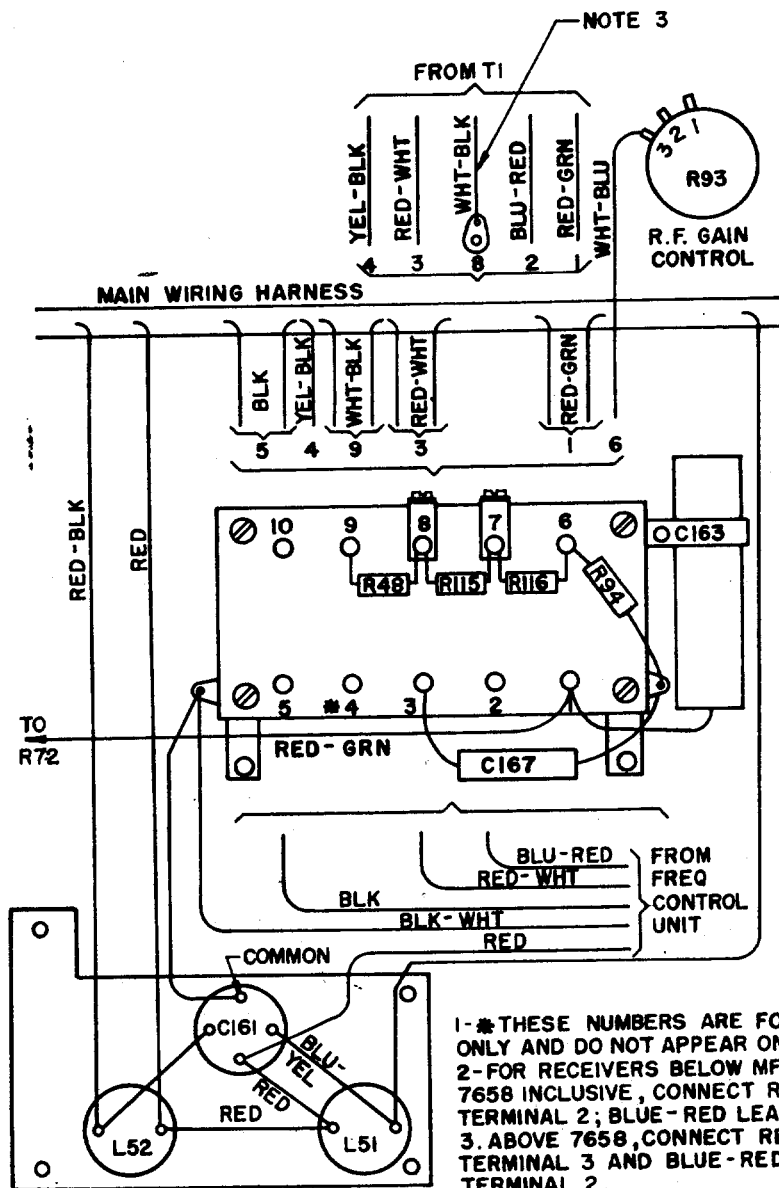 NOTE 3
FROM T1
YEL-BLK
RED-WHT
WHT-BLK
BLU-RED
RED-GRN
WHT-BLU
4 3 8 2 1
3 2 1
R93
R.F. GAIN
CONTROL
MAIN WIRING HARNESS
BLK
YEL-BLK
WHT-BLK
RED-WHT
RED-GRN
5 4 9 3 1 6
RED-BLK
RED
10 9 8 7 6
C163
R48
R115
R116
R94
5 *4 3 2 1
TO
R72
RED-GRN
C167
BLU-RED
RED-WHT
BLK
BLK-WHT
RED
FROM
FREQ
CONTROL
UNIT
COMMON
C161
BLU-
YEL
RED
RED
L52
L51
1-* THESE NUMBERS ARE FO
ONLY AND DO NOT APPEAR ON
2-FOR RECEIVERS BELOW MF
7658 INCLUSIVE, CONNECT R
TERMINAL 2; BLUE-RED LEA
3. ABOVE 7658, CONNECT RE
TERMINAL 3 AND BLUE-RED
TERMINAL 2